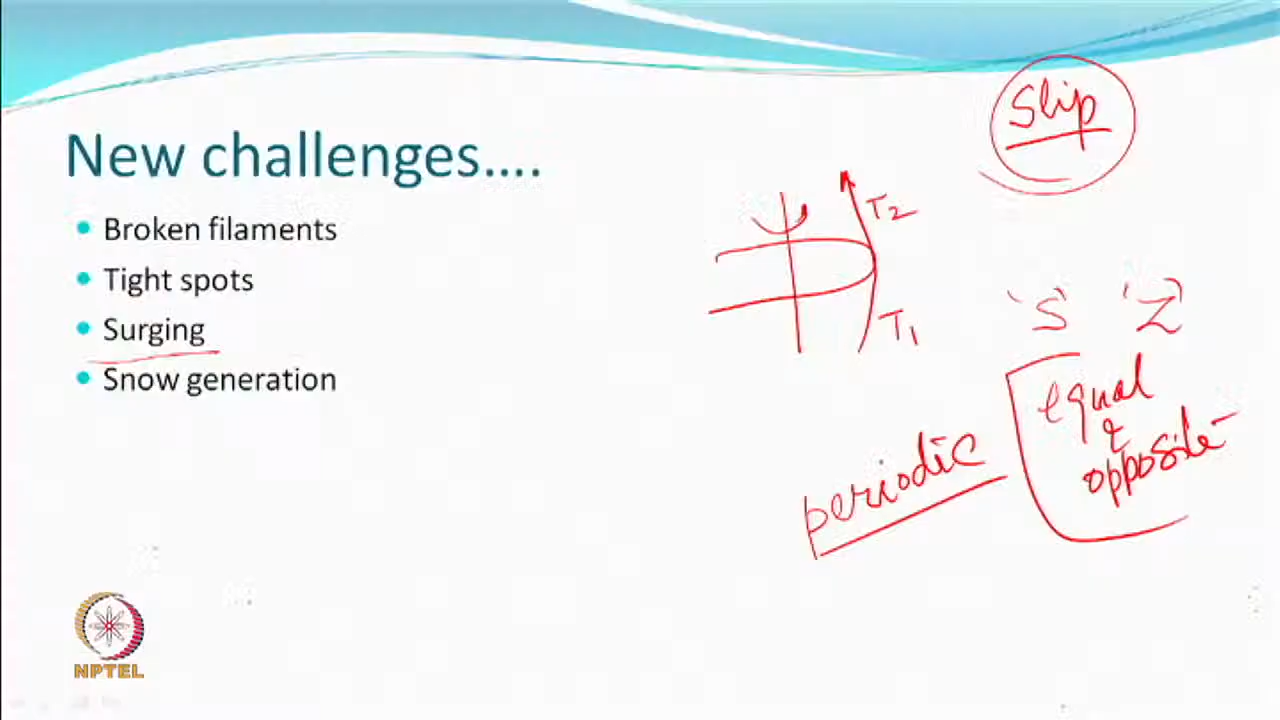 New challenges....
Broken filaments
Tight spots
Surging
Snow generation
Slip
T2
T1
'S' 'Z'
equal
&
opposite
periodic
NPTEL